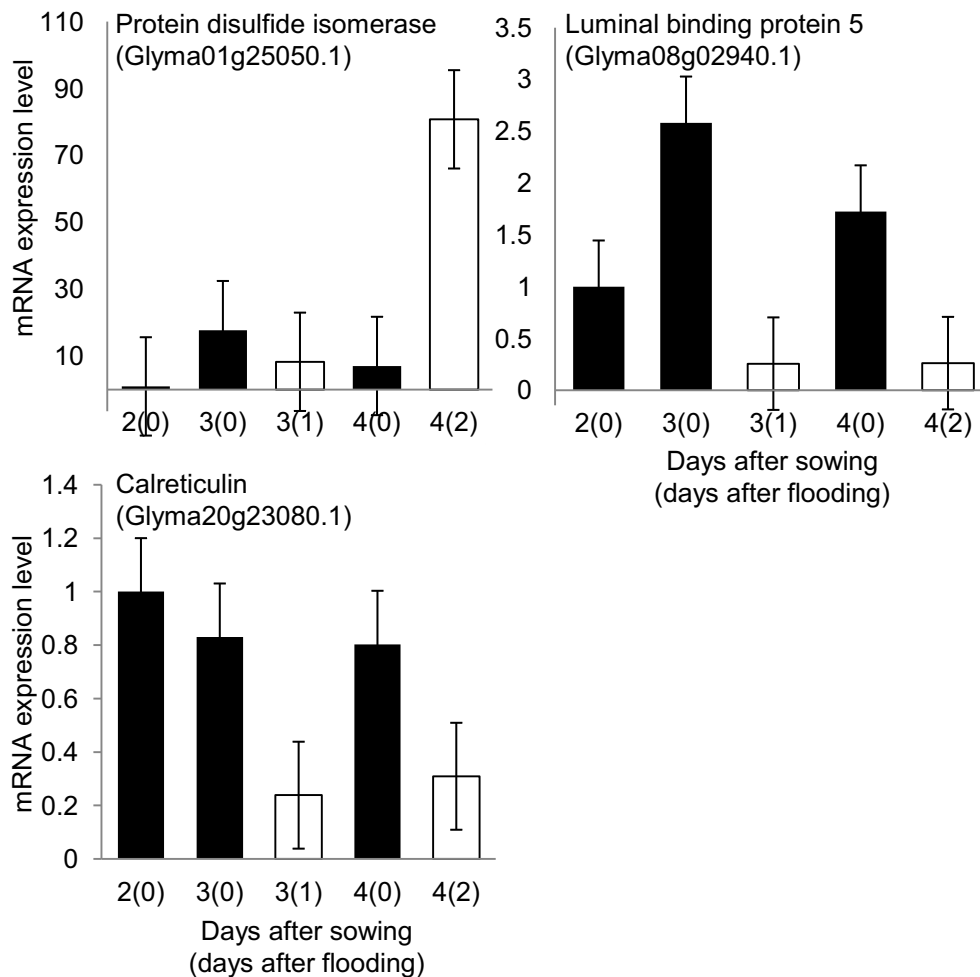 Protein disulfide isomerase
(Glyma01g25050.1)
mRNA expression level
110
90
70
50
30
10
2(0) 3(0) 3(1) 4(0) 4(2)
Luminal binding protein 5
(Glyma08g02940.1)
3.5
3
2.5
2
1.5
1
0.5
0
2(0) 3(0) 3(1) 4(0) 4(2)
Days after sowing
(days after flooding)
Calreticulin
(Glyma20g23080.1)
mRNA expression level
1.4
1.2
1
0.8
0.6
0.4
0.2
0
2(0) 3(0) 3(1) 4(0) 4(2)
Days after sowing
(days after flooding)